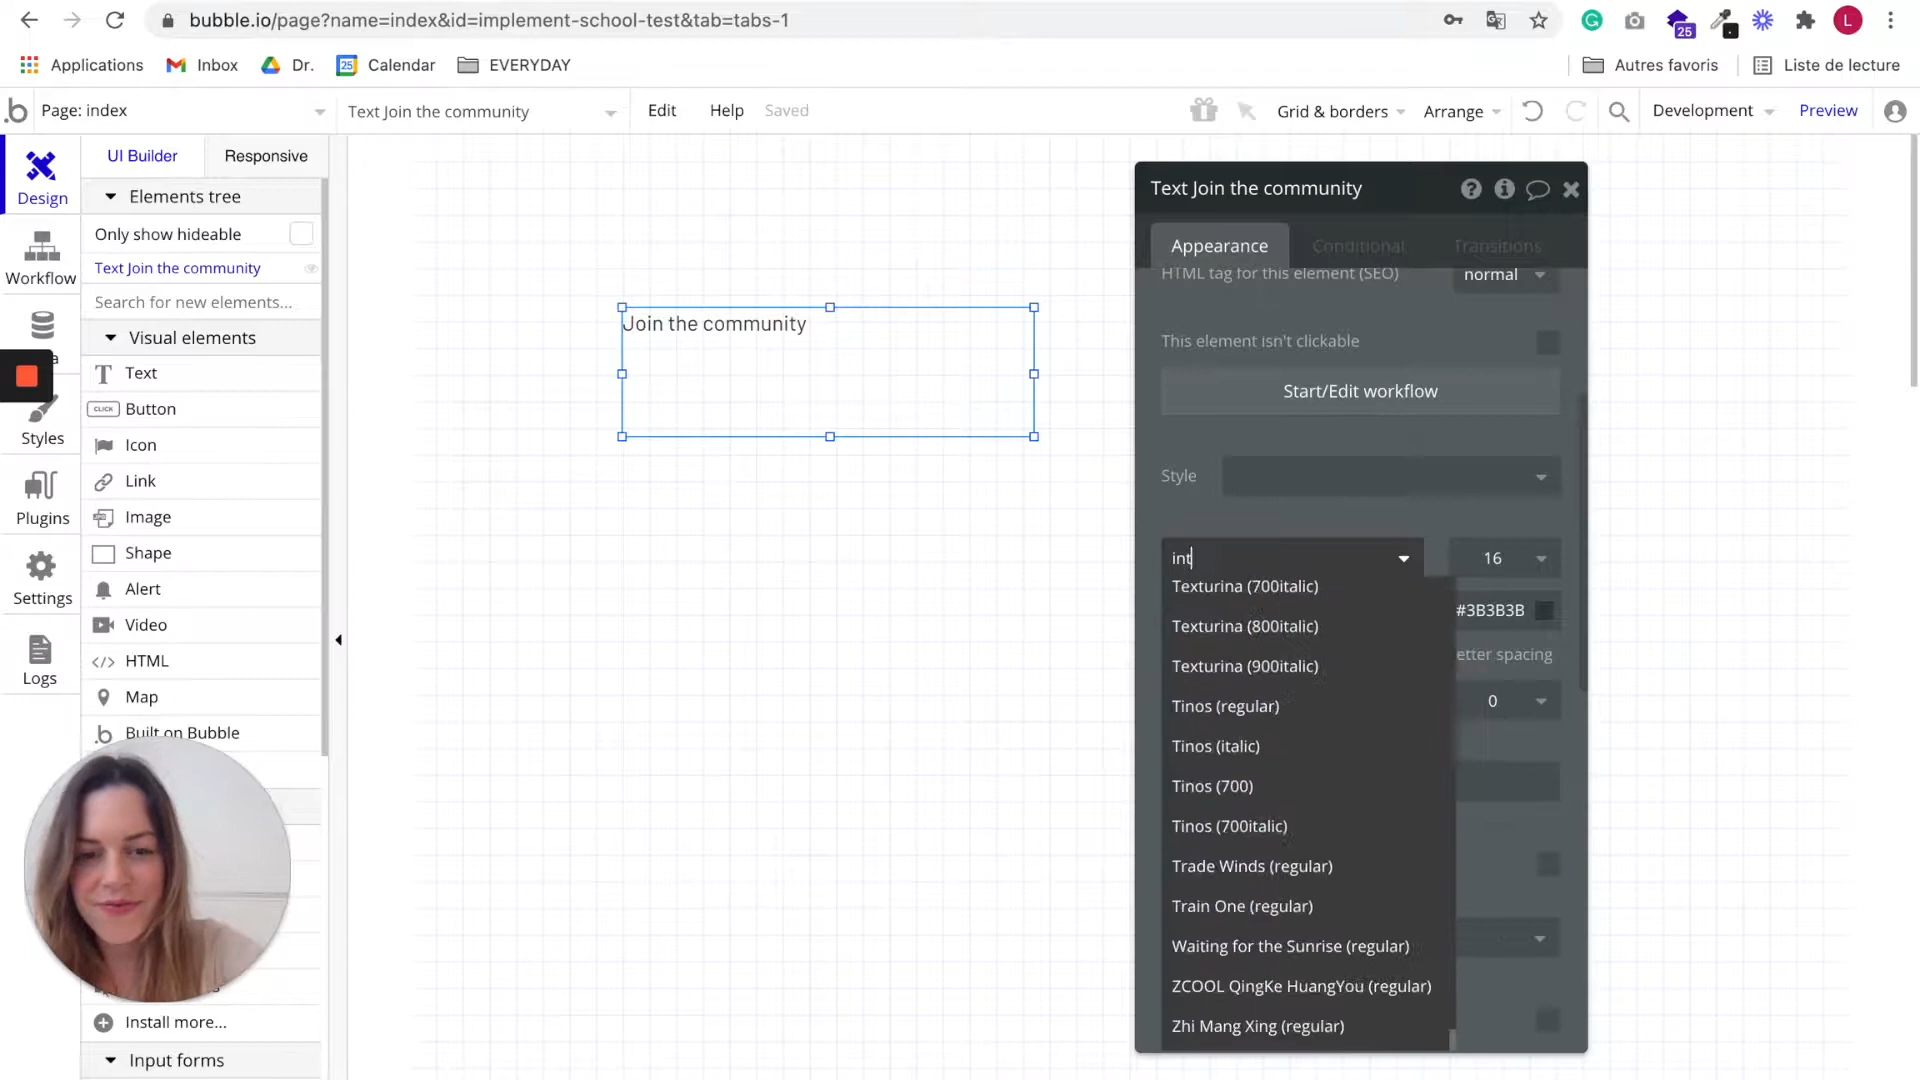 bubble.io/page?name=index&id=implement-school-test&tab=tabs-1
25
L
Applications
Inbox
Dr.
25
Calendar
EVERYDAY
Autres favoris
Liste de lecture
Page: index
Text Join the community
Edit
Help
Saved
Grid & borders
Arrange
Development
Preview
Design
Workflow
Styles
Plugins
Settings
Logs
UI Builder
Responsive
Elements tree
Only show hideable
Text Join the community
Search for new elements...
Visual elements
Text
CLICK
Button
Icon
Link
Image
Shape
Alert
Video
</> HTML
Map
Built on Bubble
Install more...
Input forms
Join the community
Text Join the community
Appearance
Conditional
Transitions
HTML tag for this element (SEO)
normal
This element isn't clickable
Start/Edit workflow
Style
int
16
Texturina (700italic)
#3B3B3B
Texturina (800italic)
etter spacing
Texturina (900italic)
Tinos (regular)
0
Tinos (italic)
Tinos (700)
Tinos (700italic)
Trade Winds (regular)
Train One (regular)
Waiting for the Sunrise (regular)
ZCOOL QingKe HuangYou (regular)
Zhi Mang Xing (regular)